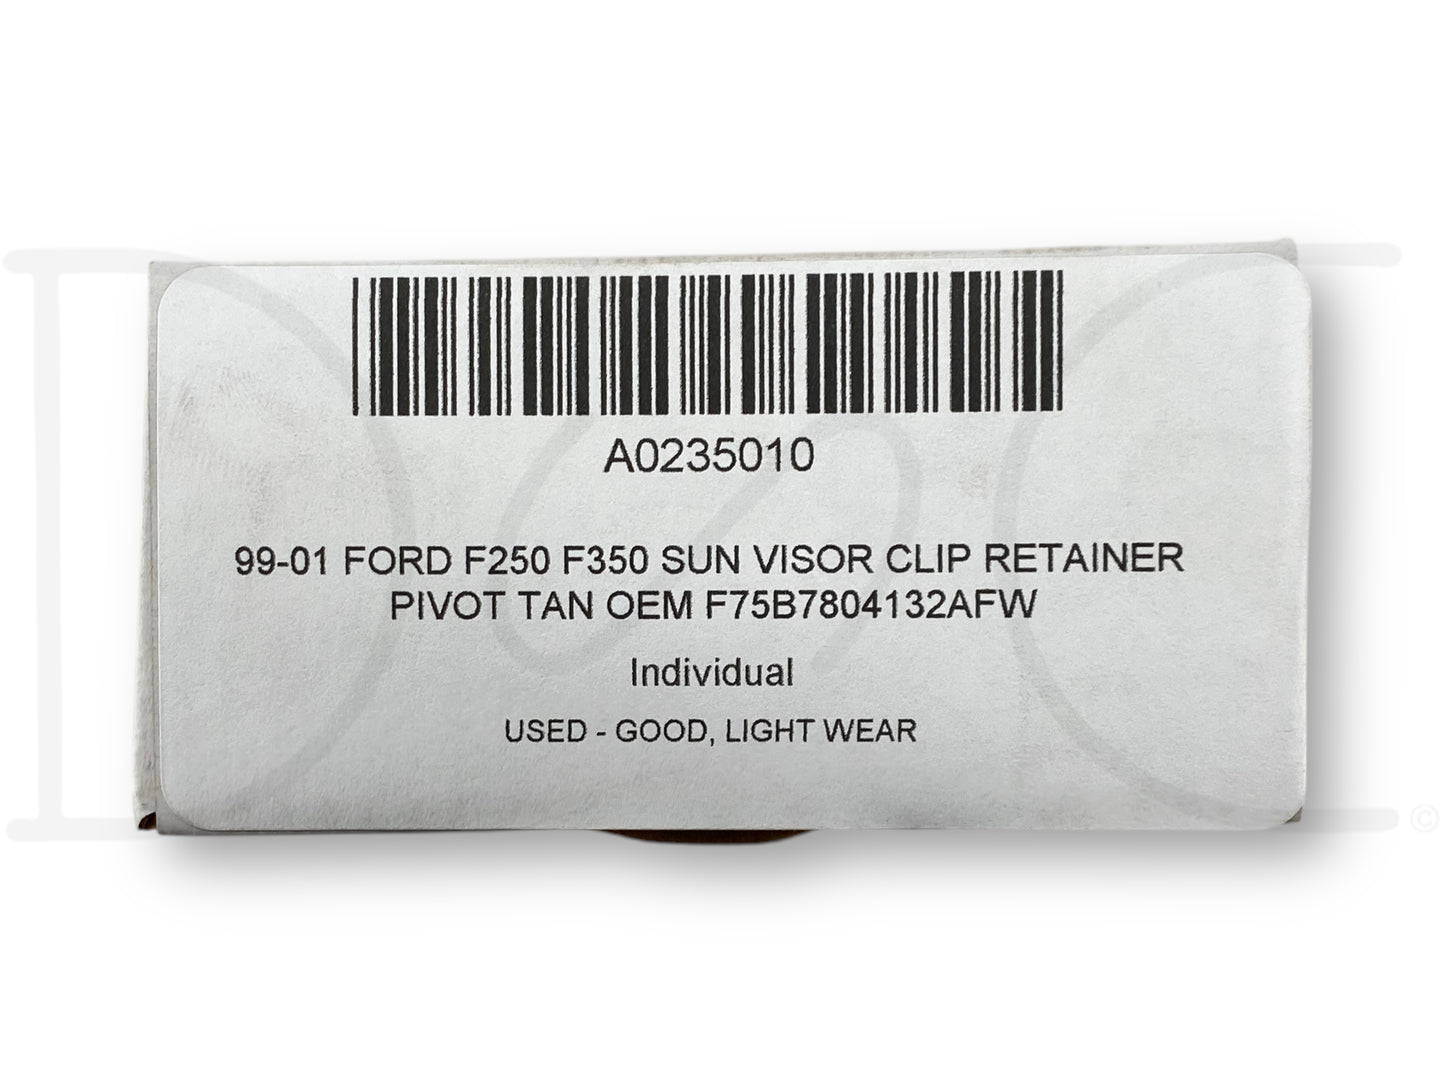 A0235010
99-01 FORD F250 F350 SUN VISOR CLIP RETAINER
PIVOT TAN OEM F75B7804132AFW
Individual
USED - GOOD, LIGHT WEAR